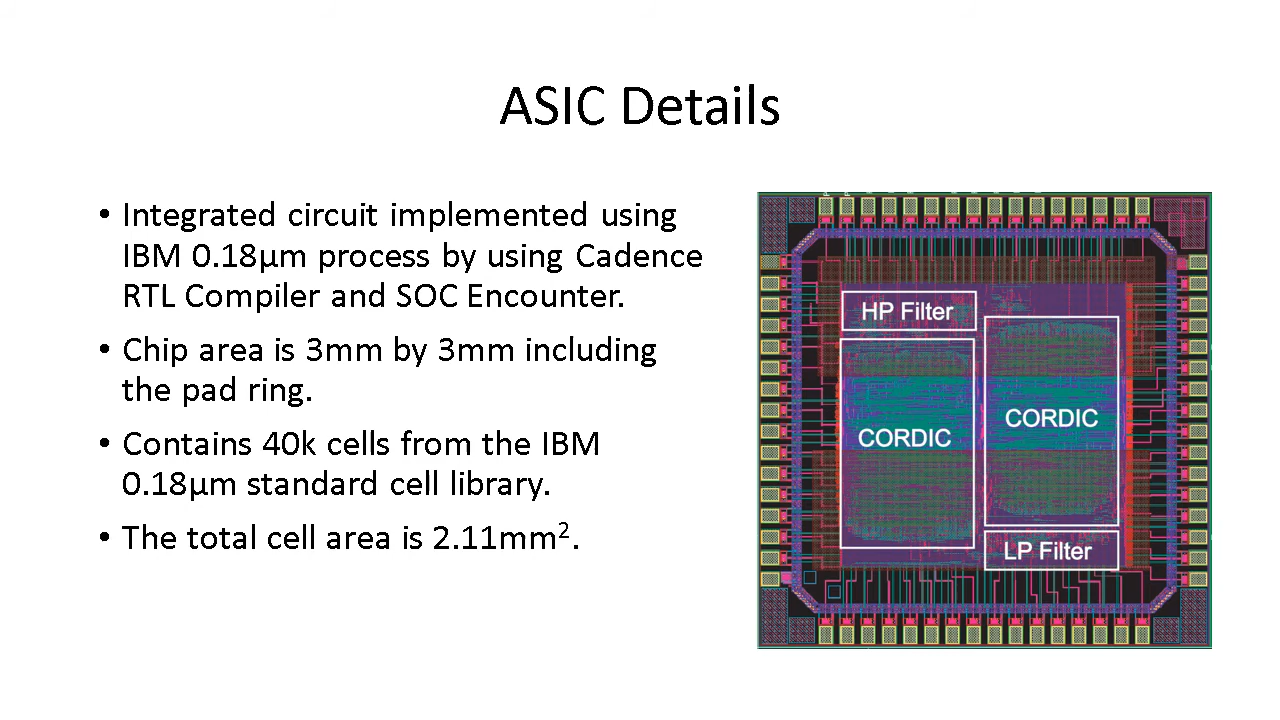 ASIC Details
• Integrated circuit implemented using
IBM 0.18µm process by using Cadence
RTL Compiler and SOC Encounter.
• Chip area is 3mm by 3mm including
the pad ring.
• Contains 40k cells from the IBM
0.18µm standard cell library.
• The total cell area is 2.11mm².
HP Filter
CORDIC
CORDIC
LP Filter